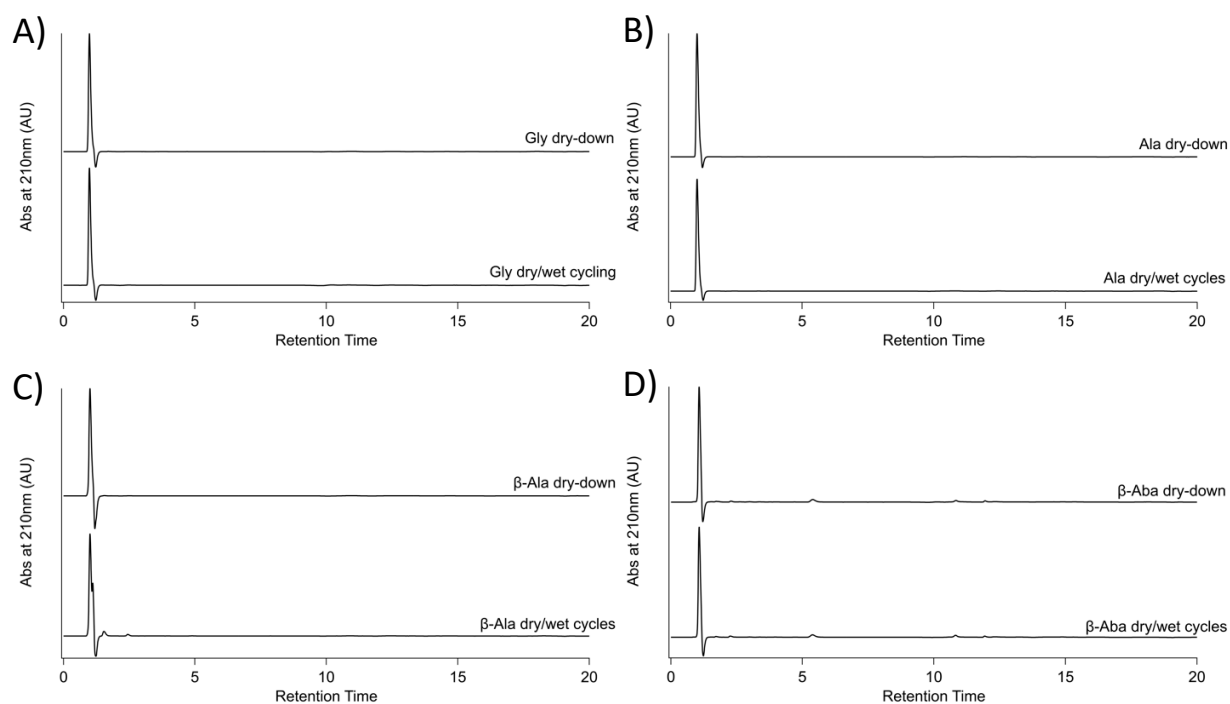 A)
Abs at 210nm (AU)
Gly dry-down
Gly dry/wet cycling
0 5 10 15 20
Retention Time
B)
Abs at 210nm (AU)
Ala dry-down
Ala dry/wet cycles
0 5 10 15 20
Retention Time
C)
Abs at 210nm (AU)
β-Ala dry-down
β-Ala dry/wet cycles
0 5 10 15 20
Retention Time
D)
Abs at 210nm (AU)
β-Aba dry-down
β-Aba dry/wet cycles
0 5 10 15 20
Retention Time